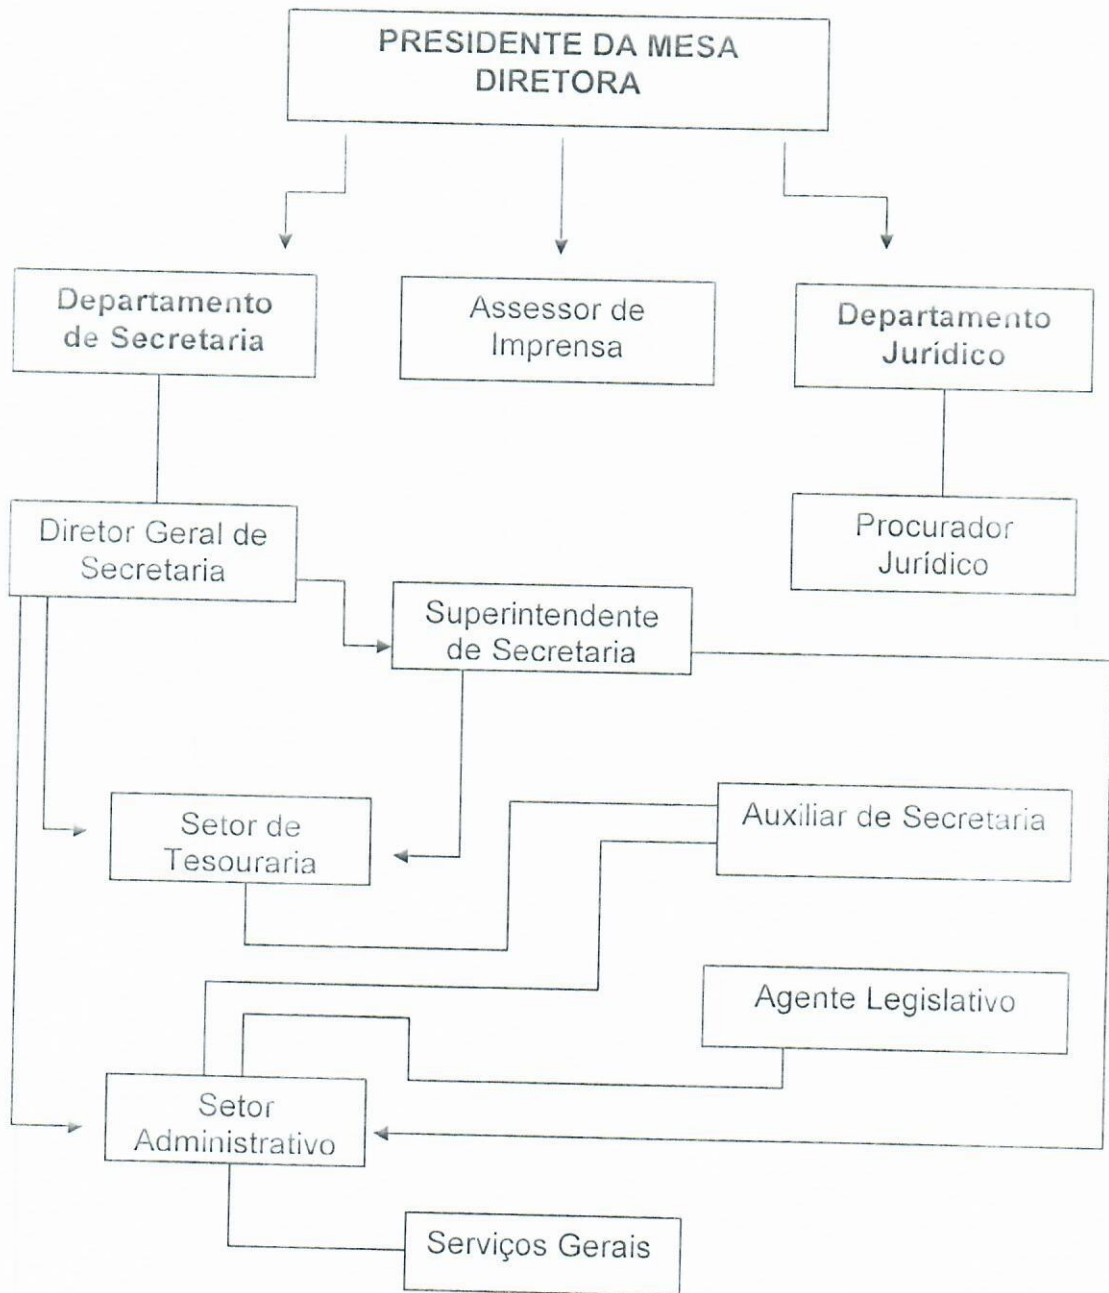 PRESIDENTE DA MESA
DIRETORA
Departamento
de Secretaria
Assessor de
Imprensa
Departamento
Jurídico
Diretor Geral de
Secretaria
Procurador
Jurídico
Superintendente
de Secretaria
Setor de
Tesouraria
Auxiliar de Secretaria
Agente Legislativo
Setor
Administrativo
Serviços Gerais